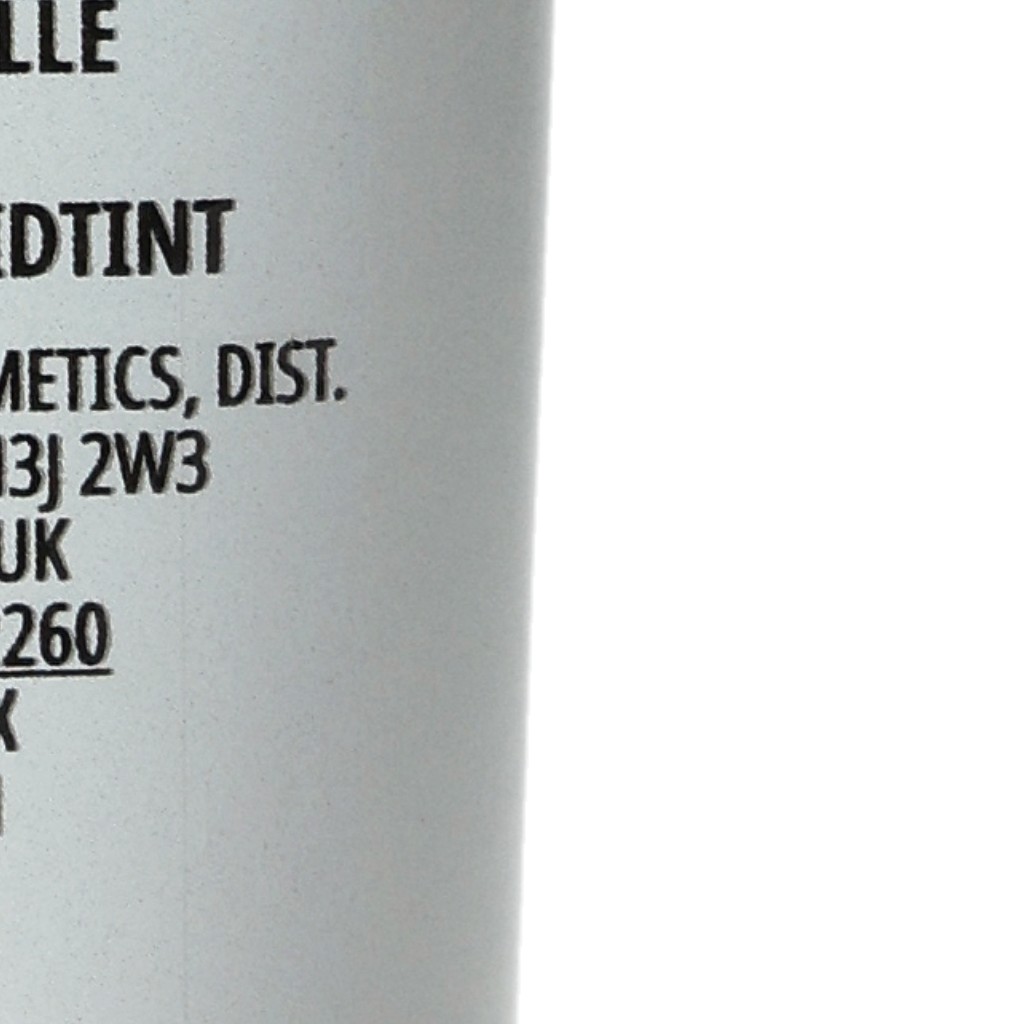 LLE
EDTINT
METICS, DIST.
3J 2W3
UK
260